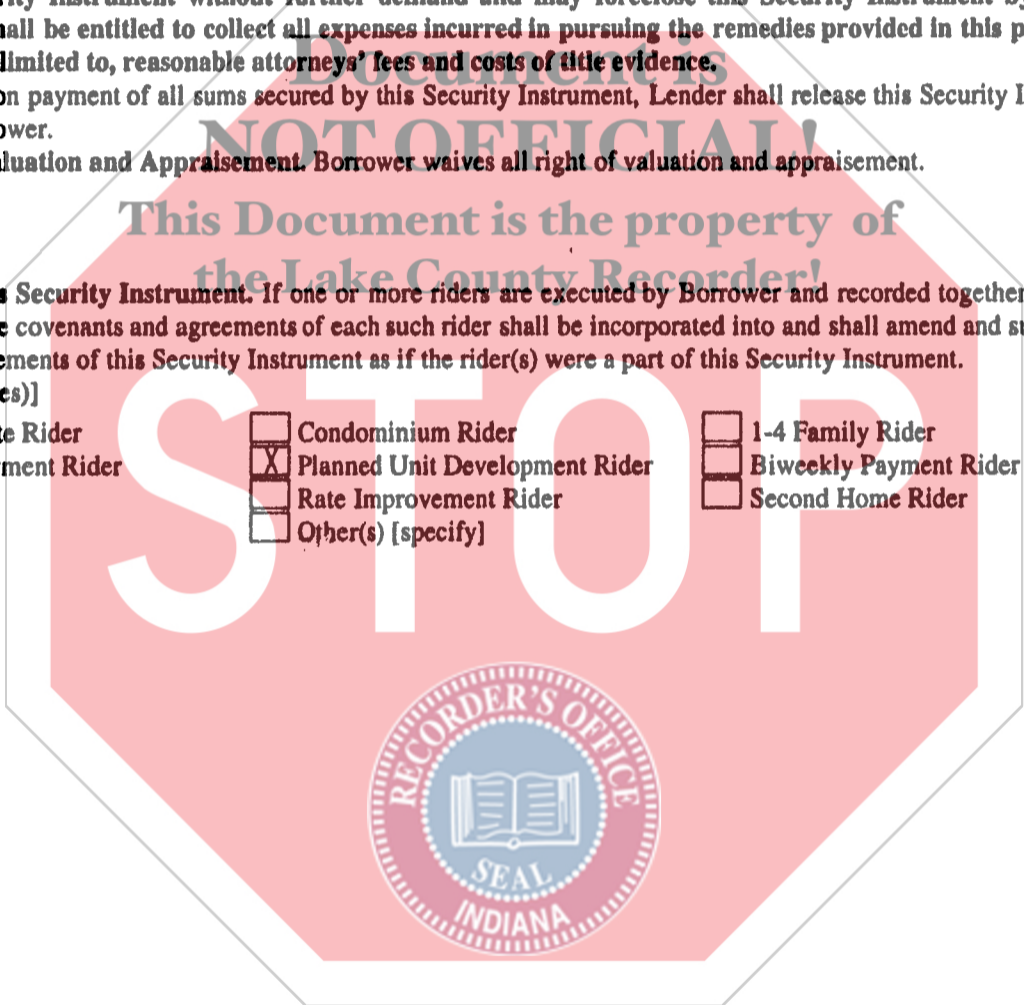 rity Instrument without further demand and may foreclose this Security Instrument by
hall be entitled to collect all expenses incurred in pursuing the remedies provided in this p
limited to, reasonable attorneys' fees and costs of title evidence.
Document is
on payment of all sums secured by this Security Instrument, Lender shall release this Security I
ower.
NOT OFFICIAL!
luation and Appraisement. Borrower waives all right of valuation and appraisement.
This Document is the property of
the Lake County Recorder!
s Security Instrument. If one or more riders are executed by Borrower and recorded together
e covenants and agreements of each such rider shall be incorporated into and shall amend and su
ements of this Security Instrument as if the rider(s) were a part of this Security Instrument.
es)]
te Rider Condominium Rider 1-4 Family Rider
ment Rider X Planned Unit Development Rider Biweekly Payment Rider
Rate Improvement Rider Second Home Rider
Other(s) [specify]
STOP
RECORDER'S OFFICE
SEAL
INDIANA